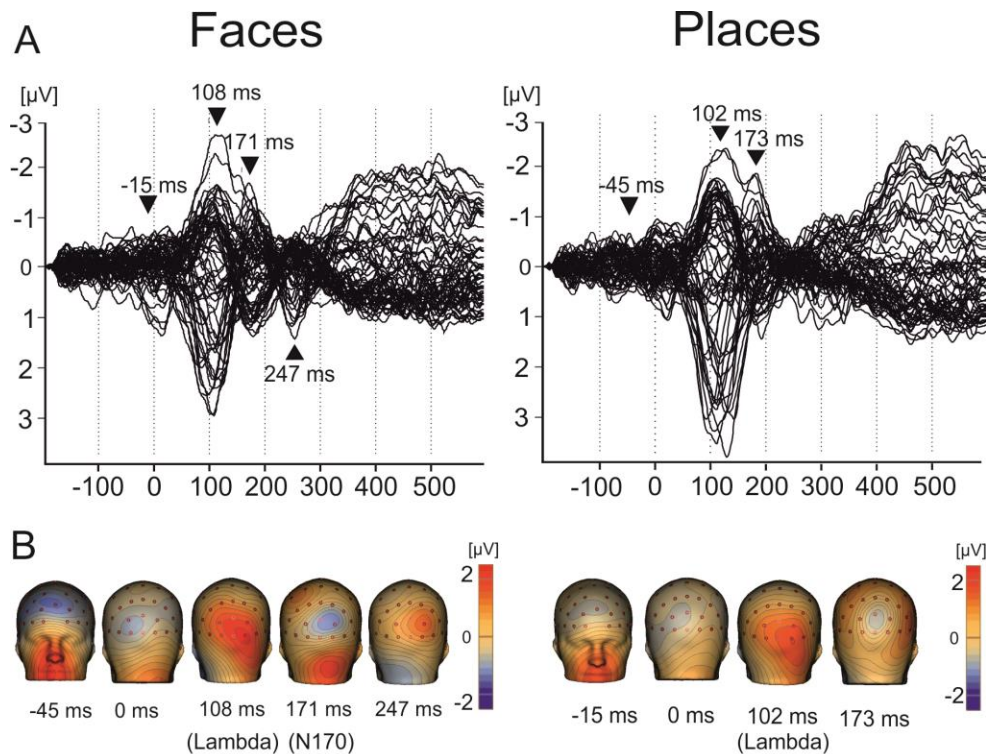 A
Faces
Places
[µV]
[µV]
108 ms
171 ms
-15 ms
247 ms
102 ms
173 ms
-45 ms
-3
-2
-1
0
1
2
3
-3
-2
-1
0
1
2
3
-100 0 100 200 300 400 500
-100 0 100 200 300 400 500
B
[µV]
2
0
-2
[µV]
2
0
-2
-45 ms 0 ms 108 ms 171 ms 247 ms
(Lambda) (N170)
-15 ms 0 ms 102 ms 173 ms
(Lambda)